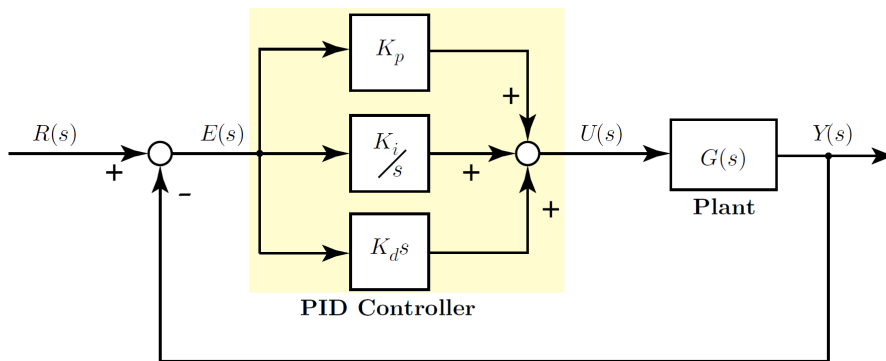 K_p
+
R(s)
E(s)
K_i/s
U(s)
G(s)
Y(s)
+
+
-
+
Plant
K_d s
PID Controller